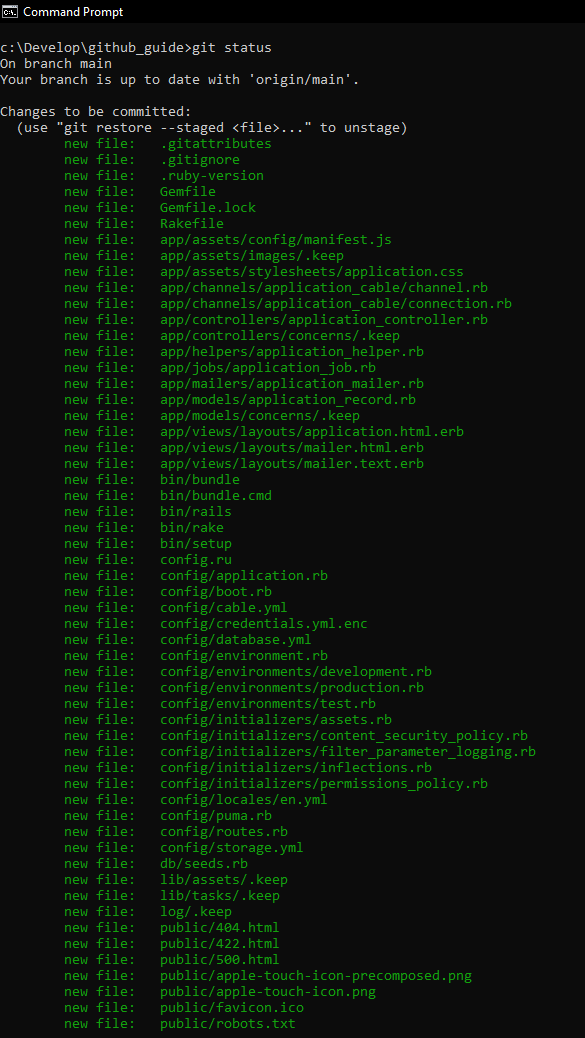 Command Prompt
c:\Develop\github_guide>git status
On branch main
Your branch is up to date with 'origin/main'.
Changes to be committed:
  (use "git restore --staged <file>..." to unstage)
        new file:   .gitattributes
        new file:   .gitignore
        new file:   .ruby-version
        new file:   Gemfile
        new file:   Gemfile.lock
        new file:   Rakefile
        new file:   app/assets/config/manifest.js
        new file:   app/assets/images/.keep
        new file:   app/assets/stylesheets/application.css
        new file:   app/channels/application_cable/channel.rb
        new file:   app/channels/application_cable/connection.rb
        new file:   app/controllers/application_controller.rb
        new file:   app/controllers/concerns/.keep
        new file:   app/helpers/application_helper.rb
        new file:   app/jobs/application_job.rb
        new file:   app/mailers/application_mailer.rb
        new file:   app/models/application_record.rb
        new file:   app/models/concerns/.keep
        new file:   app/views/layouts/application.html.erb
        new file:   app/views/layouts/mailer.html.erb
        new file:   app/views/layouts/mailer.text.erb
        new file:   bin/bundle
        new file:   bin/bundle.cmd
        new file:   bin/rails
        new file:   bin/rake
        new file:   bin/setup
        new file:   config.ru
        new file:   config/application.rb
        new file:   config/boot.rb
        new file:   config/cable.yml
        new file:   config/credentials.yml.enc
        new file:   config/database.yml
        new file:   config/environment.rb
        new file:   config/environments/development.rb
        new file:   config/environments/production.rb
        new file:   config/environments/test.rb
        new file:   config/initializers/assets.rb
        new file:   config/initializers/content_security_policy.rb
        new file:   config/initializers/filter_parameter_logging.rb
        new file:   config/initializers/inflections.rb
        new file:   config/initializers/permissions_policy.rb
        new file:   config/locales/en.yml
        new file:   config/puma.rb
        new file:   config/routes.rb
        new file:   config/storage.yml
        new file:   db/seeds.rb
        new file:   lib/assets/.keep
        new file:   lib/tasks/.keep
        new file:   log/.keep
        new file:   public/404.html
        new file:   public/422.html
        new file:   public/500.html
        new file:   public/apple-touch-icon-precomposed.png
        new file:   public/apple-touch-icon.png
        new file:   public/favicon.ico
        new file:   public/robots.txt